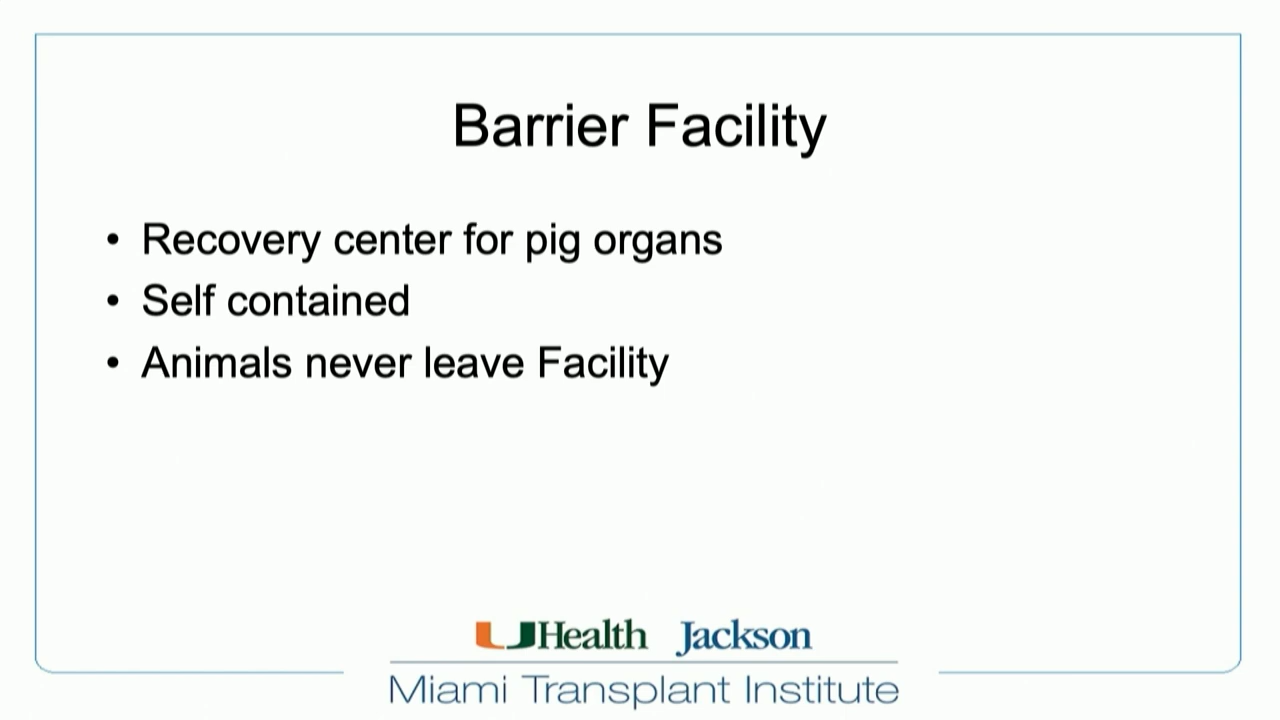 Barrier Facility
• Recovery center for pig organs
• Self contained
• Animals never leave Facility
UHealth Jackson
Miami Transplant Institute